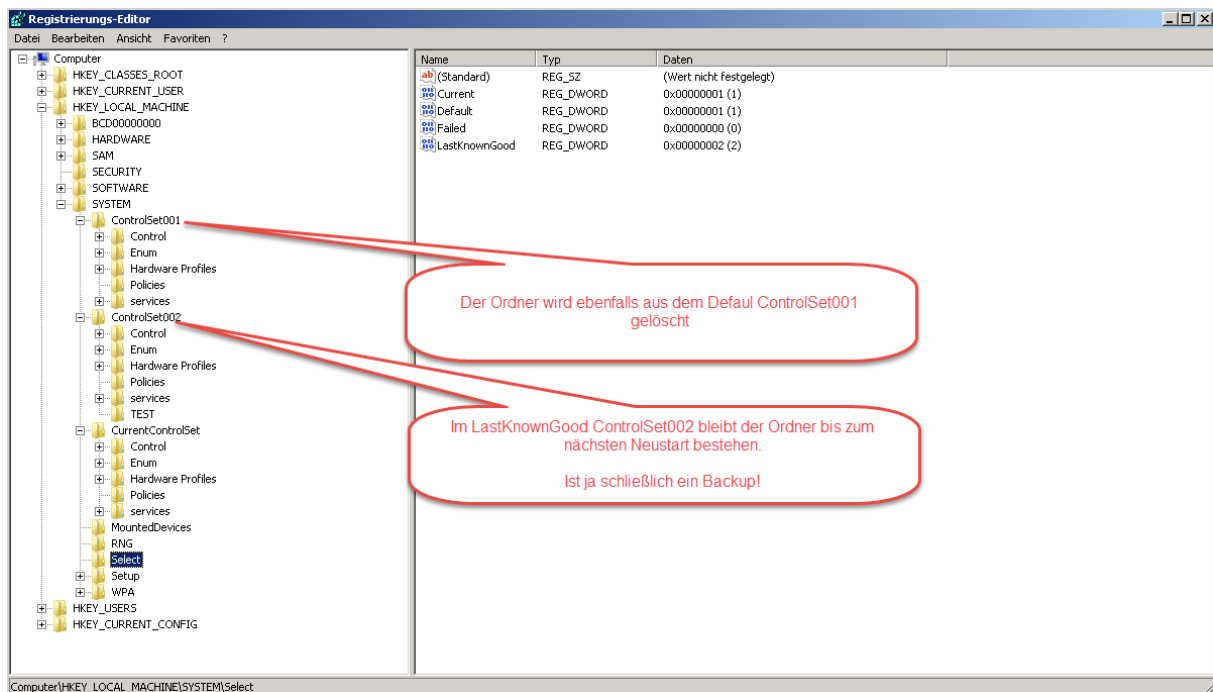 Registrierungs-Editor
Datei Bearbeiten Ansicht Favoriten ?
Computer
HKEY_CLASSES_ROOT
HKEY_CURRENT_USER
HKEY_LOCAL_MACHINE
BCD00000000
HARDWARE
SAM
SECURITY
SOFTWARE
SYSTEM
ControlSet001
Control
Enum
Hardware Profiles
Policies
services
ControlSet002
Control
Enum
Hardware Profiles
Policies
services
TEST
CurrentControlSet
Control
Enum
Hardware Profiles
Policies
services
MountedDevices
RNG
Select
Setup
WPA
HKEY_USERS
HKEY_CURRENT_CONFIG
Name Typ Daten
(Standard) REG_SZ (Wert nicht festgelegt)
Current REG_DWORD 0x00000001 (1)
Default REG_DWORD 0x00000001 (1)
Failed REG_DWORD 0x00000000 (0)
LastKnownGood REG_DWORD 0x00000002 (2)
Der Ordner wird ebenfalls aus dem Defaul ControlSet001
gelöscht
Im LastKnownGood ControlSet002 bleibt der Ordner bis zum
nächsten Neustart bestehen.
Ist ja schließlich ein Backup!
Computer\HKEY_LOCAL_MACHINE\SYSTEM\Select